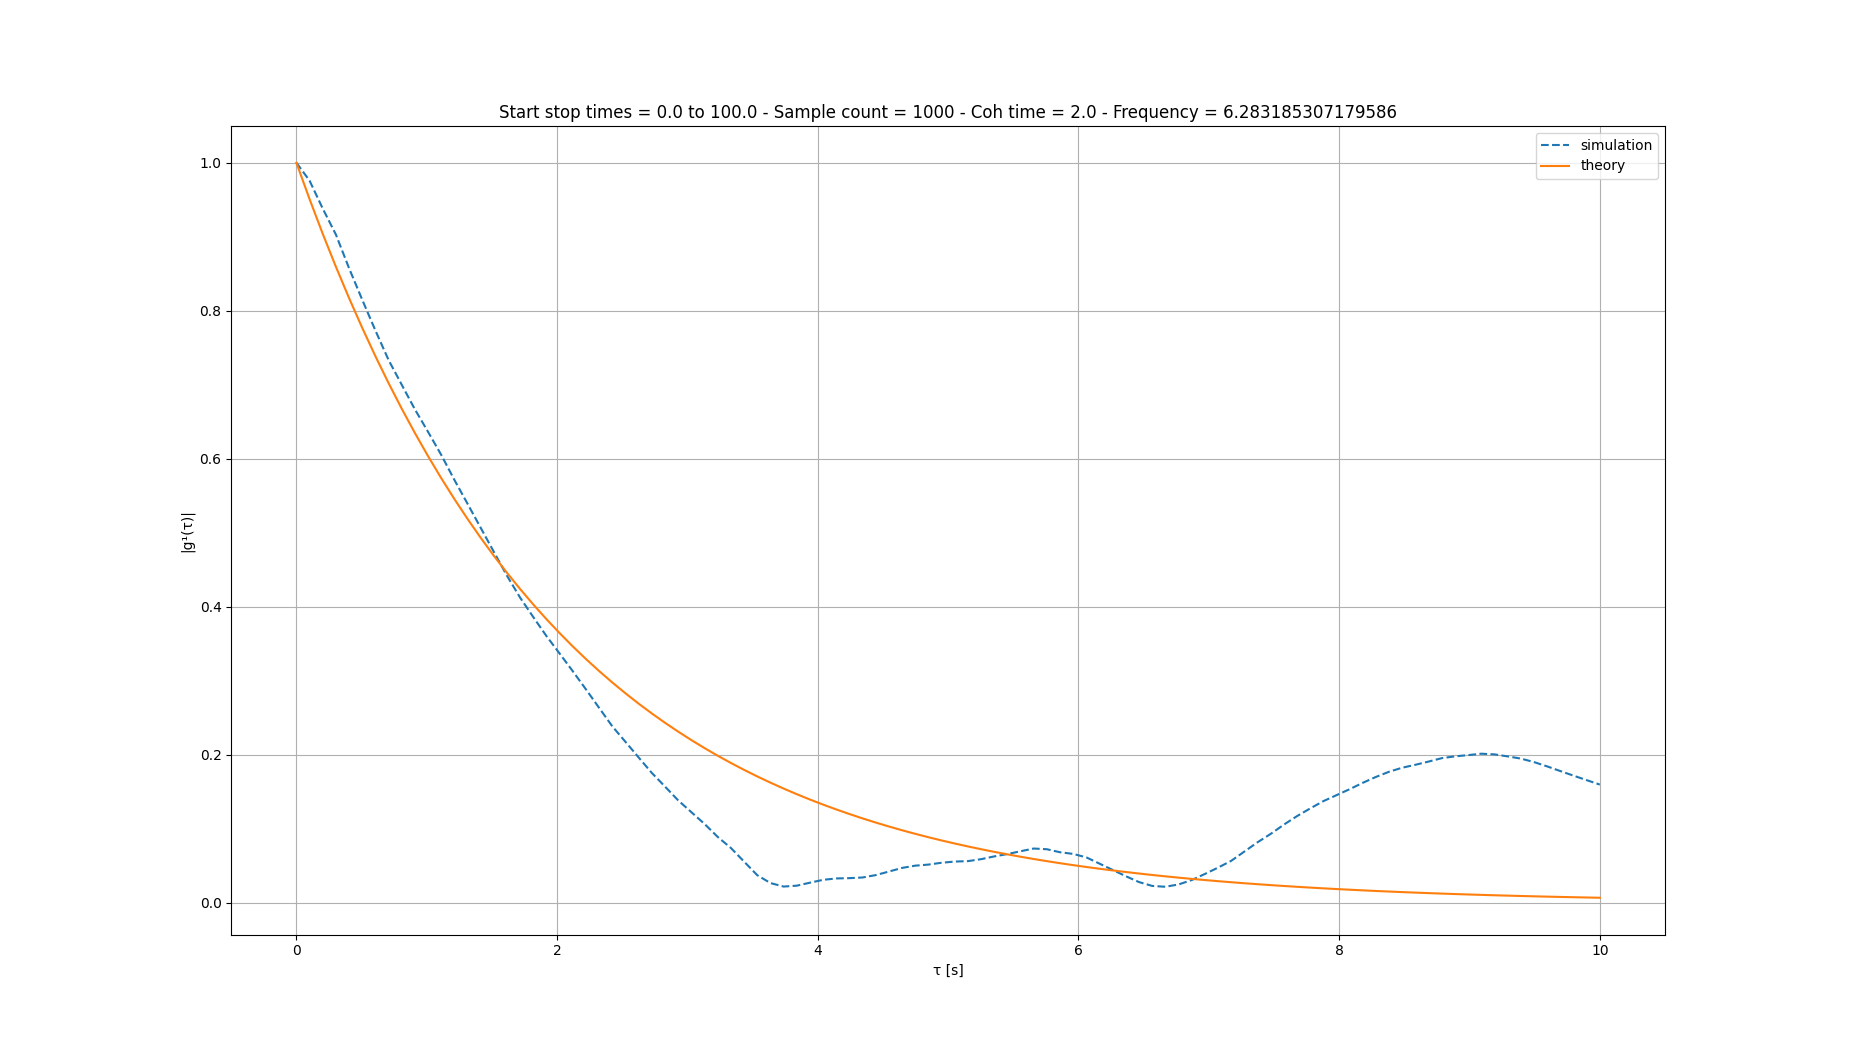 Start stop times = 0.0 to 100.0 - Sample count = 1000 - Coh time = 2.0 - Frequency = 6.283185307179586
simulation
theory
1.0
0.8
0.6
0.4
0.2
0.0
|g¹(τ)|
0 2 4 6 8 10
τ [s]